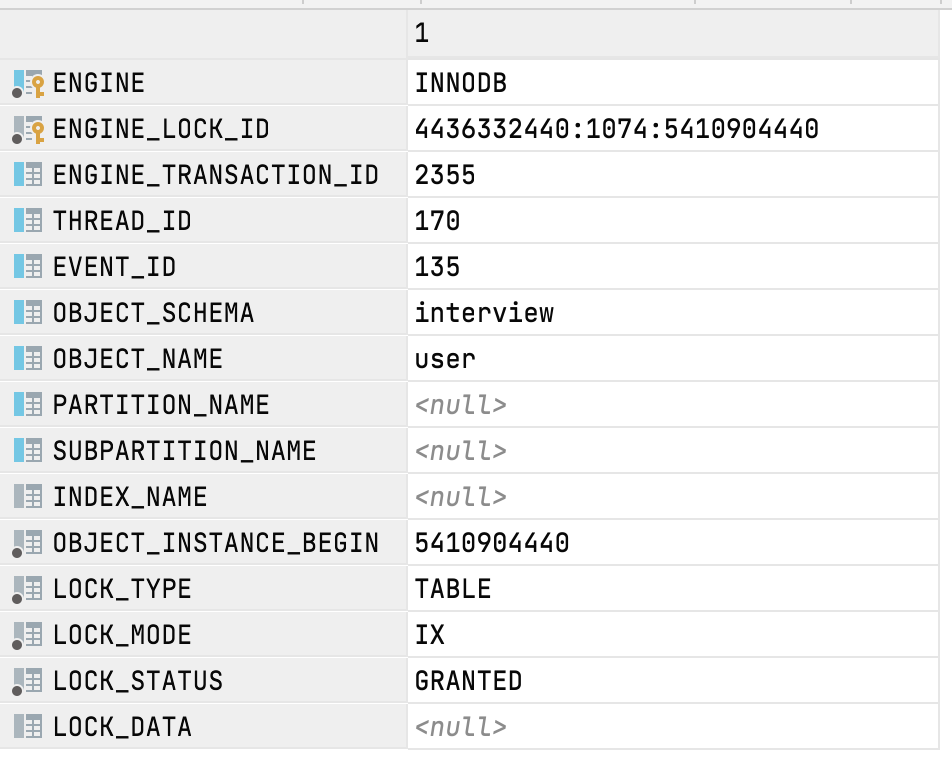 1
ENGINE INNODB
ENGINE_LOCK_ID 4436332440:1074:5410904440
ENGINE_TRANSACTION_ID 2355
THREAD_ID 170
EVENT_ID 135
OBJECT_SCHEMA interview
OBJECT_NAME user
PARTITION_NAME <null>
SUBPARTITION_NAME <null>
INDEX_NAME <null>
OBJECT_INSTANCE_BEGIN 5410904440
LOCK_TYPE TABLE
LOCK_MODE IX
LOCK_STATUS GRANTED
LOCK_DATA <null>